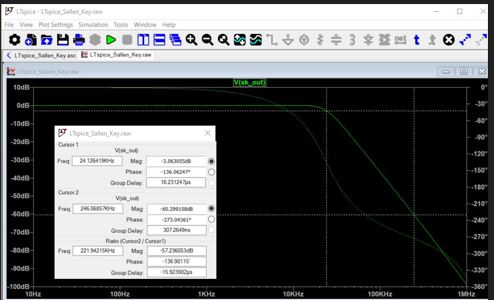 LTspice - LTspice_Sallen_Key.raw
File View Plot Settings Simulation Tools Window Help
LTspice_Sallen_Key.asc LTspice_Sallen_Key.raw
LTspice_Sallen_Key.raw
V(sk_out)
10dB 0°
0dB -30°
-10dB -60°
-20dB -90°
-30dB -120°
-40dB -150°
-50dB -180°
-60dB -210°
-70dB -240°
-80dB -270°
-90dB -300°
-100dB -360°
10Hz 100Hz 1KHz 10KHz 100KHz 1MHz
LTspice_Sallen_Key.raw
Cursor 1
V(sk_out)
Freq: 24.126419KHz Mag: -3.063055dB
Phase: -136.06247°
Group Delay: 16.231247µs
Cursor 2
V(sk_out)
Freq: 246.06857KHz Mag: -60.299108dB
Phase: -273.04361°
Group Delay: 307.2649ns
Ratio (Cursor2 / Cursor1)
Freq: 221.94215KHz Mag: -57.236053dB
Phase: -136.98115°
Group Delay: -15.923982µs